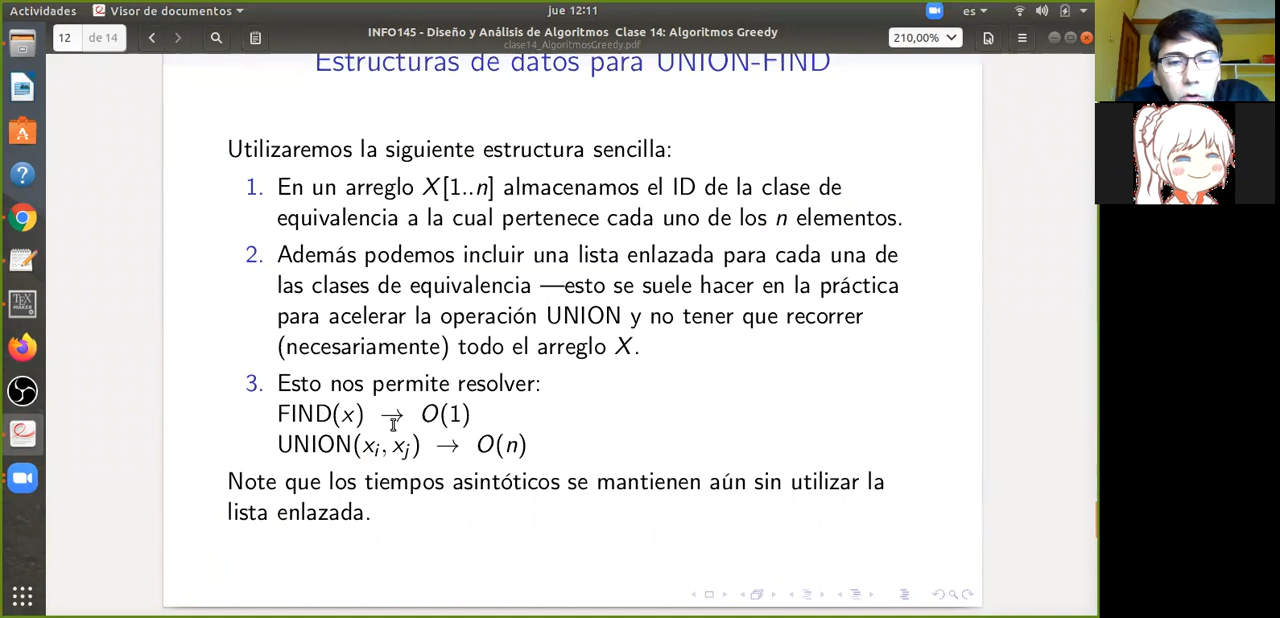 Actividades
Visor de documentos
jue 12:11
es
12
de 14
INFO145 - Diseño y Análisis de Algoritmos Clase 14: Algoritmos Greedy
clase14_AlgoritmosGreedy.pdf
210,00%
Estructuras de datos para UNION-FIND
Utilizaremos la siguiente estructura sencilla:
1. En un arreglo X[1..n] almacenamos el ID de la clase de
equivalencia a la cual pertenece cada uno de los n elementos.
2. Además podemos incluir una lista enlazada para cada una de
las clases de equivalencia —esto se suele hacer en la práctica
para acelerar la operación UNION y no tener que recorrer
(necesariamente) todo el arreglo X.
3. Esto nos permite resolver:
FIND(x) → O(1)
UNION(xᵢ, xⱼ) → O(n)
Note que los tiempos asintóticos se mantienen aún sin utilizar la
lista enlazada.